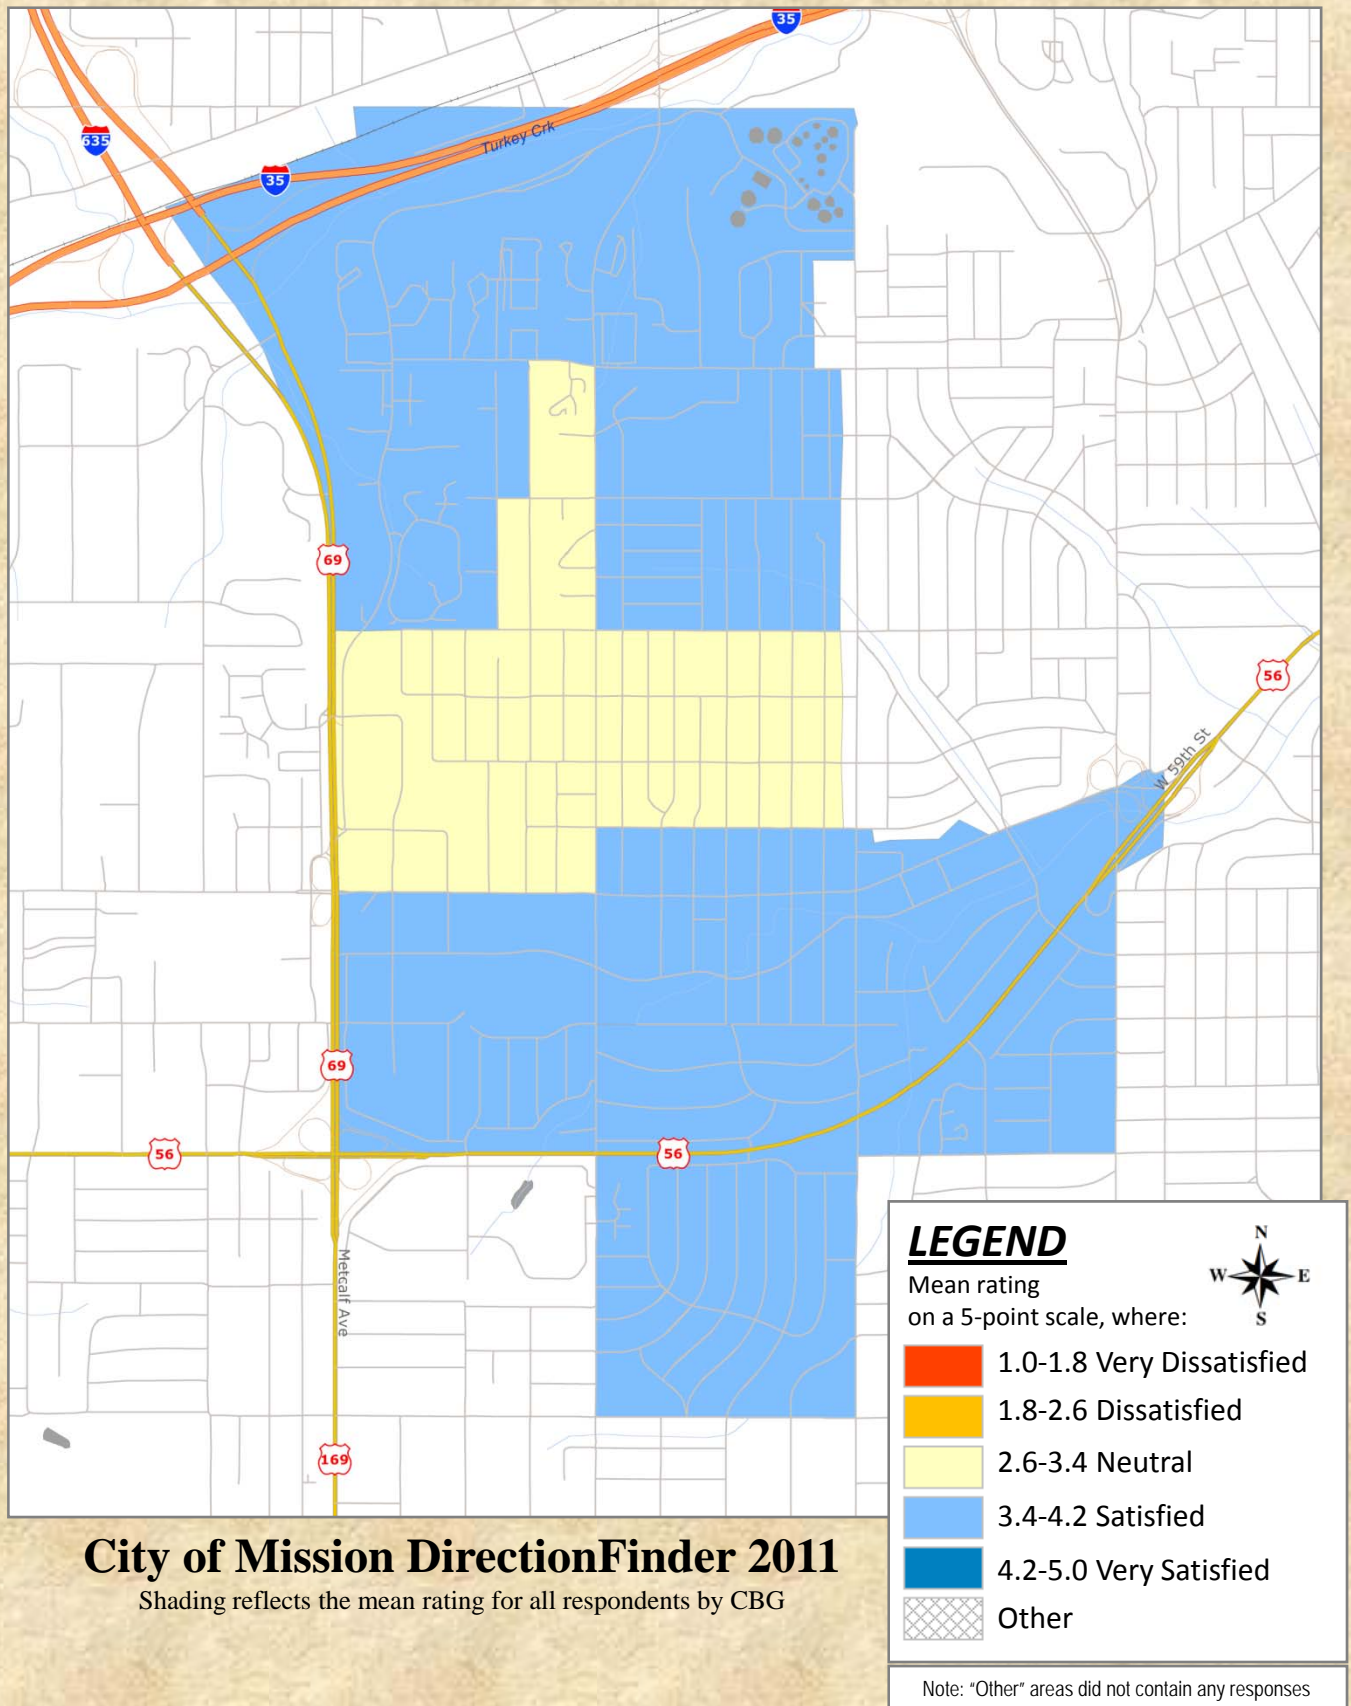 35
635
Turkey Crk
35
69
56
W 59th St
69
56
56
Metcalf Ave
169
LEGEND
Mean rating
on a 5-point scale, where:
N
W E
S
1.0-1.8 Very Dissatisfied
1.8-2.6 Dissatisfied
2.6-3.4 Neutral
3.4-4.2 Satisfied
4.2-5.0 Very Satisfied
Other
City of Mission DirectionFinder 2011
Shading reflects the mean rating for all respondents by CBG
Note: “Other” areas did not contain any responses